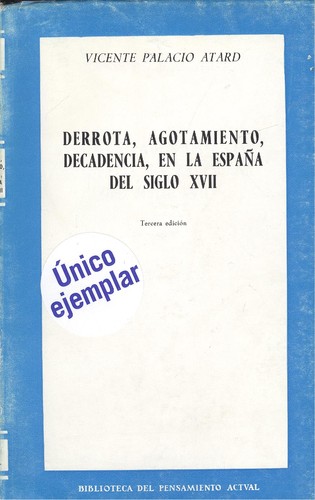 VICENTE PALACIO ATARD
DERROTA, AGOTAMIENTO,
DECADENCIA, EN LA ESPAÑA
DEL SIGLO XVII
Tercera edición
Único
ejemplar
BIBLIOTECA DEL PENSAMIENTO ACTVAL